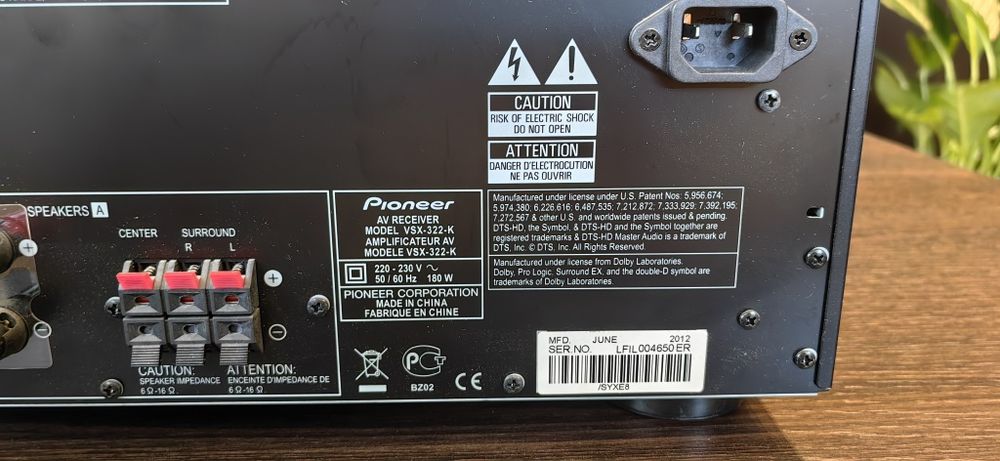 CAUTION
RISK OF ELECTRIC SHOCK
DO NOT OPEN
ATTENTION
DANGER D'ELECTROCUTION
NE PAS OUVRIR
SPEAKERS A
CENTER
SURROUND
R L
CAUTION:
SPEAKER IMPEDANCE
6 Ω-16 Ω.
ATTENTION:
ENCEINTE D'IMPEDANCE DE
6 Ω-16 Ω.
Pioneer
AV RECEIVER
MODEL VSX-322-K
AMPLIFICATEUR AV
MODELE VSX-322-K
220 - 230 V ~
50 / 60 Hz 180 W
PIONEER CORPORATION
MADE IN CHINA
FABRIQUE EN CHINE
Manufactured under license under U.S. Patent Nos: 5.956.674;
5.974.380; 6.226.616; 6.487.535; 7.212.872; 7.333.929; 7.392.195;
7.272.567 & other U.S. and worldwide patents issued & pending.
DTS-HD, the Symbol, & DTS-HD and the Symbol together are
registered trademarks & DTS-HD Master Audio is a trademark of
DTS, Inc. © DTS, Inc. All Rights Reserved.
Manufactured under license from Dolby Laboratories.
Dolby, Pro Logic, Surround EX, and the double-D symbol are
trademarks of Dolby Laboratories.
PCT
BZ02
CE
MFD. JUNE 2012
SER.NO. LFIL004650ER
/SYXE8